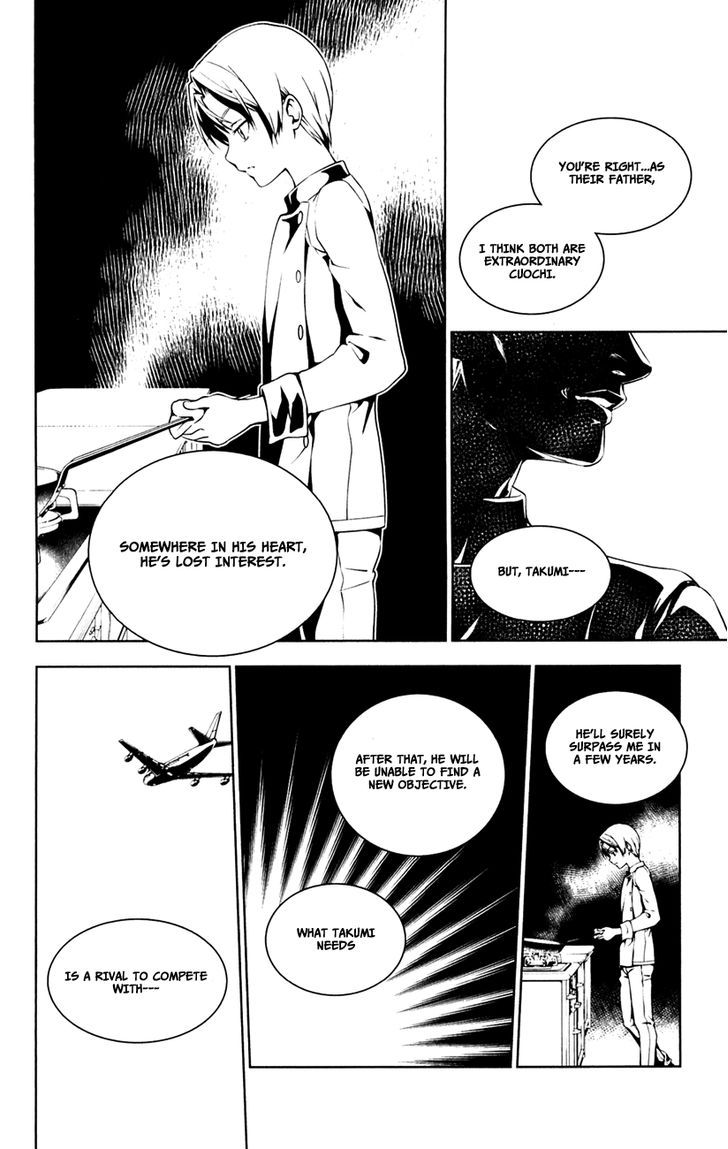 YOU'RE RIGHT...AS
THEIR FATHER,
I THINK BOTH ARE
EXTRAORDINARY
CUOCHI.
BUT, TAKUMI---
SOMEWHERE IN HIS HEART,
HE'S LOST INTEREST.
HE'LL SURELY
SURPASS ME IN
A FEW YEARS.
AFTER THAT, HE WILL
BE UNABLE TO FIND A
NEW OBJECTIVE.
WHAT TAKUMI
NEEDS
IS A RIVAL TO COMPETE
WITH---